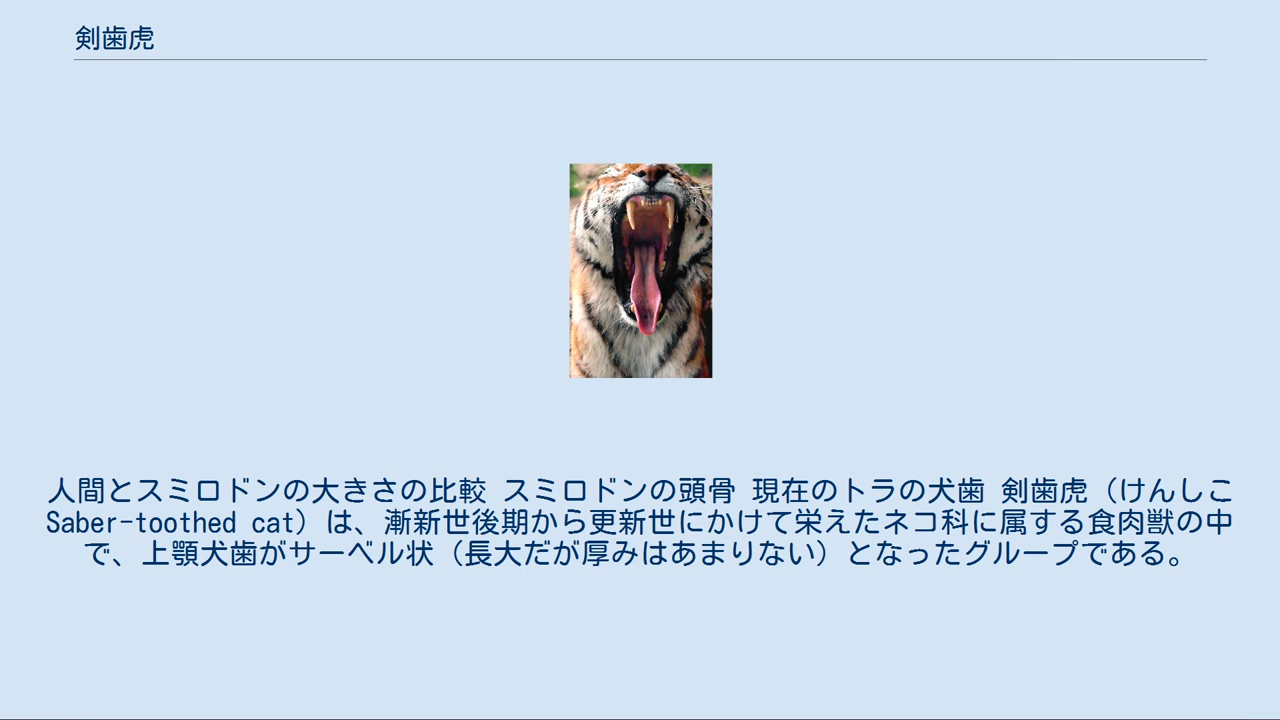 剣歯虎
人間とスミロドンの大きさの比較 スミロドンの頭骨 現在のトラの犬歯 剣歯虎（けんしこ
Saber-toothed cat）は、漸新世後期から更新世にかけて栄えたネコ科に属する食肉獣の中
で、上顎犬歯がサーベル状（長大だが厚みはあまりない）となったグループである。